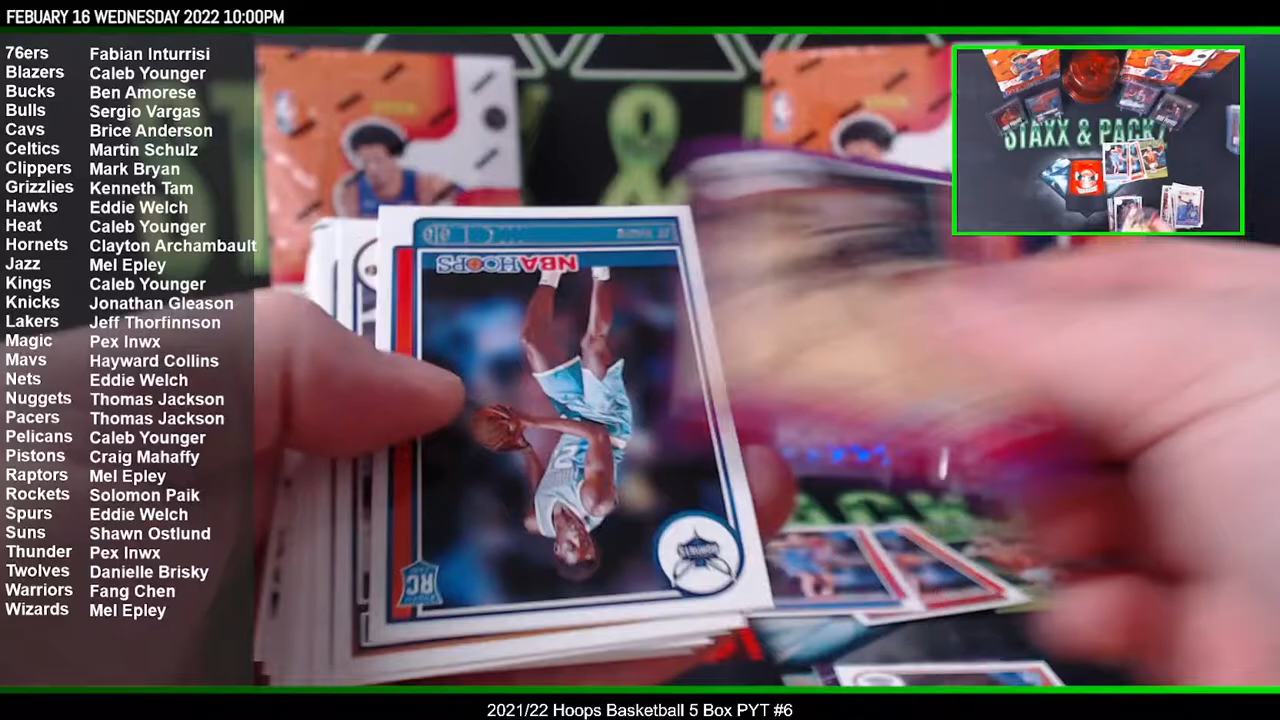 FEBUARY 16 WEDNESDAY 2022 10:00PM
76ers Fabian Inturrisi
Blazers Caleb Younger
Bucks Ben Amorese
Bulls Sergio Vargas
Cavs Brice Anderson
Celtics Martin Schulz
Clippers Mark Bryan
Grizzlies Kenneth Tam
Hawks Eddie Welch
Heat Caleb Younger
Hornets Clayton Archambault
Jazz Mel Epley
Kings Caleb Younger
Knicks Jonathan Gleason
Lakers Jeff Thorfinnson
Magic Pex Inwx
Mavs Hayward Collins
Nets Eddie Welch
Nuggets Thomas Jackson
Pacers Thomas Jackson
Pelicans Caleb Younger
Pistons Craig Mahaffy
Raptors Mel Epley
Rockets Solomon Paik
Spurs Eddie Welch
Suns Shawn Ostlund
Thunder Pex Inwx
Twolves Danielle Brisky
Warriors Fang Chen
Wizards Mel Epley
NBA HOOPS
RC
HORNETS
STAXX & PACKZ
2021/22 Hoops Basketball 5 Box PYT #6